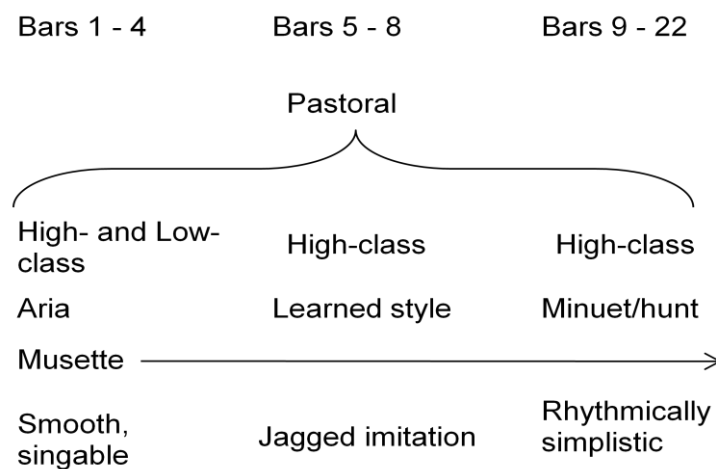 Bars 1 - 4 Bars 5 - 8 Bars 9 - 22
Pastoral
High- and Low-
class High-class High-class
Aria Learned style Minuet/hunt
Musette
Smooth,
singable Jagged imitation Rhythmically
simplistic